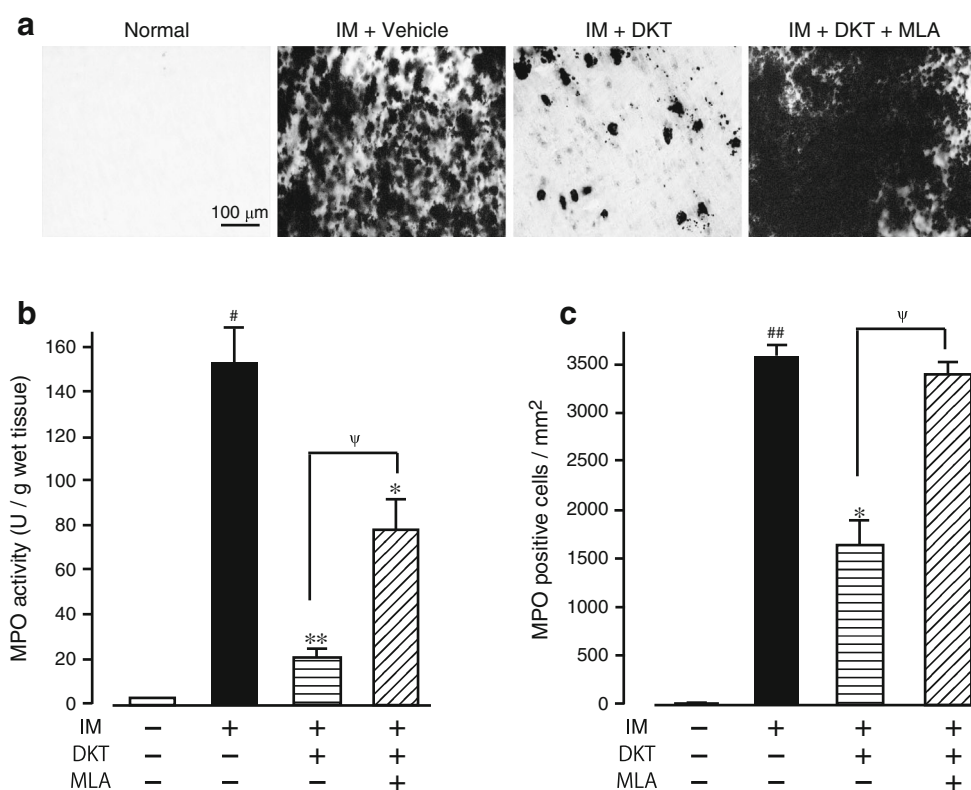 a
Normal IM + Vehicle IM + DKT IM + DKT + MLA
100 μm
b
MPO activity (U / g wet tissue)
160
140
120
100
80
60
40
20
0
#
**
ψ
*
IM − + + +
DKT − − + +
MLA − − − +
c
MPO positive cells / mm²
3500
3000
2500
2000
1500
1000
500
0
##
*
ψ
IM − + + +
DKT − − + +
MLA − − − +